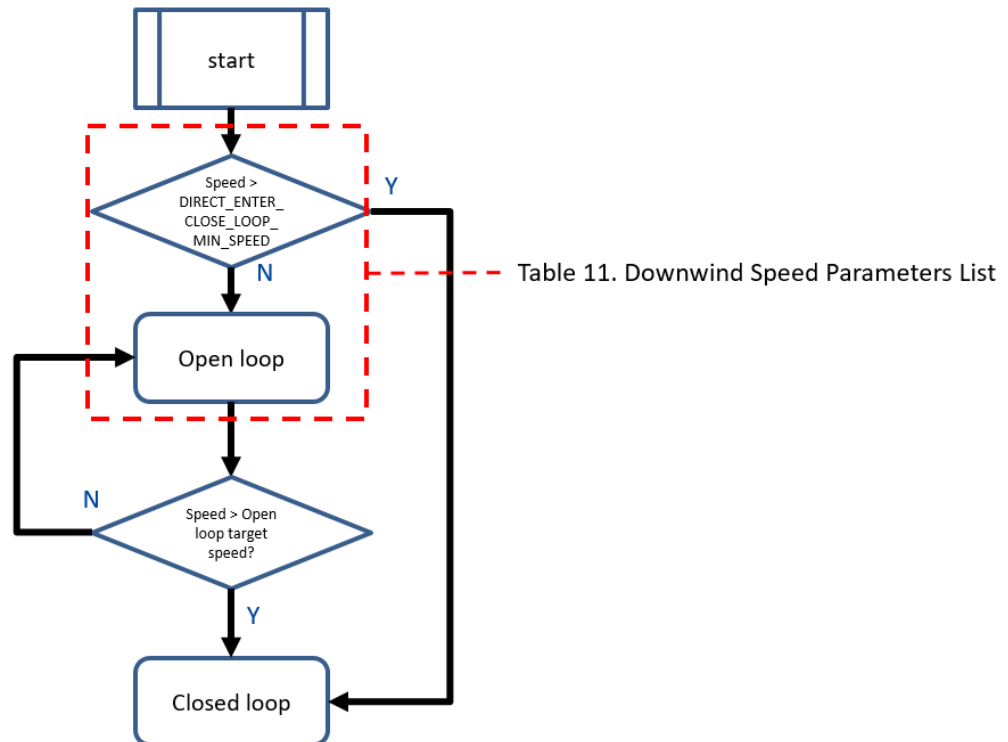 start
Speed >
DIRECT_ENTER_
CLOSE_LOOP_
MIN_SPEED
Y
N
Table 11. Downwind Speed Parameters List
Open loop
N
Speed > Open
loop target
speed?
Y
Closed loop